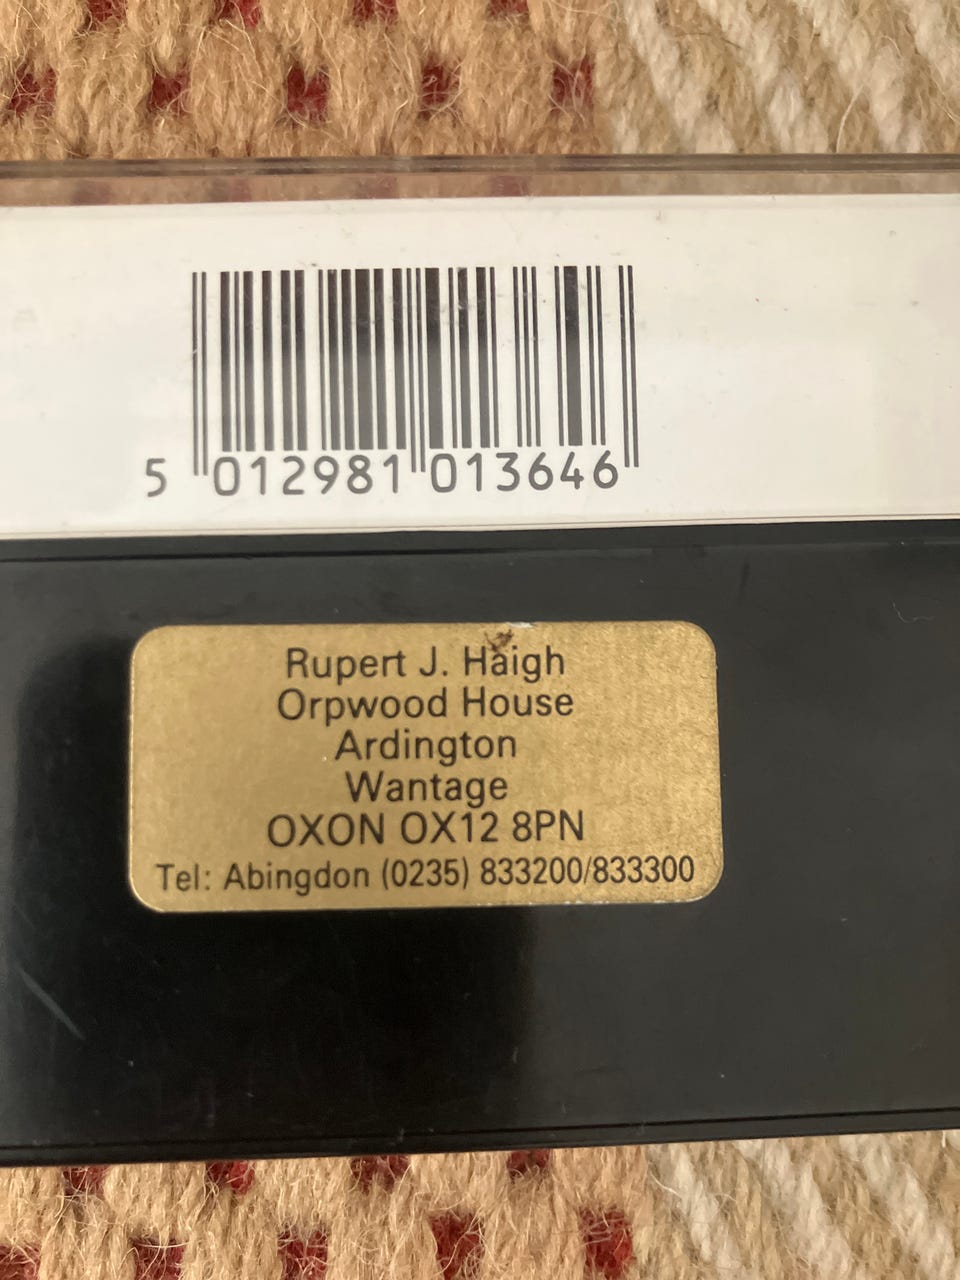 5 012981 013646
Rupert J. Haigh
Orpwood House
Ardington
Wantage
OXON OX12 8PN
Tel: Abingdon (0235) 833200/833300